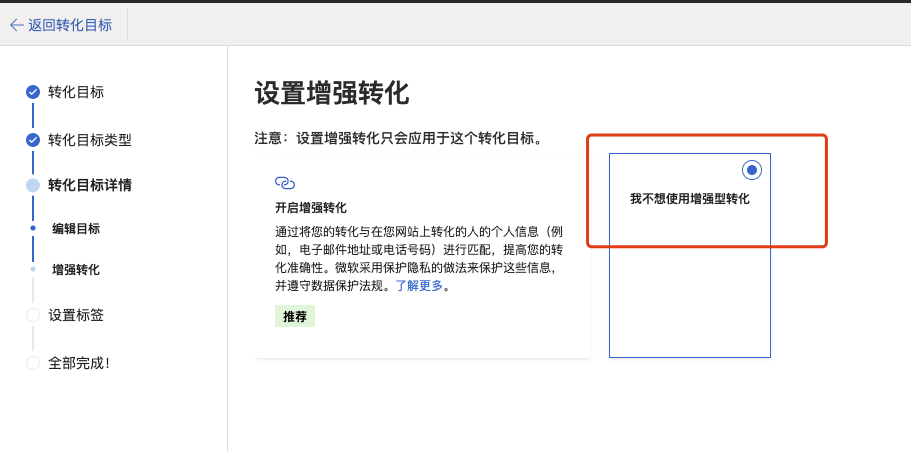 返回转化目标
转化目标
转化目标类型
转化目标详情
编辑目标
增强转化
设置标签
全部完成！
设置增强转化
注意：设置增强转化只会应用于这个转化目标。
开启增强转化
通过将您的转化与在您网站上转化的人的个人信息（例
如，电子邮件地址或电话号码）进行匹配，提高您的转
化准确性。微软采用保护隐私的做法来保护这些信息，
并遵守数据保护法规。了解更多。
推荐
我不想使用增强型转化